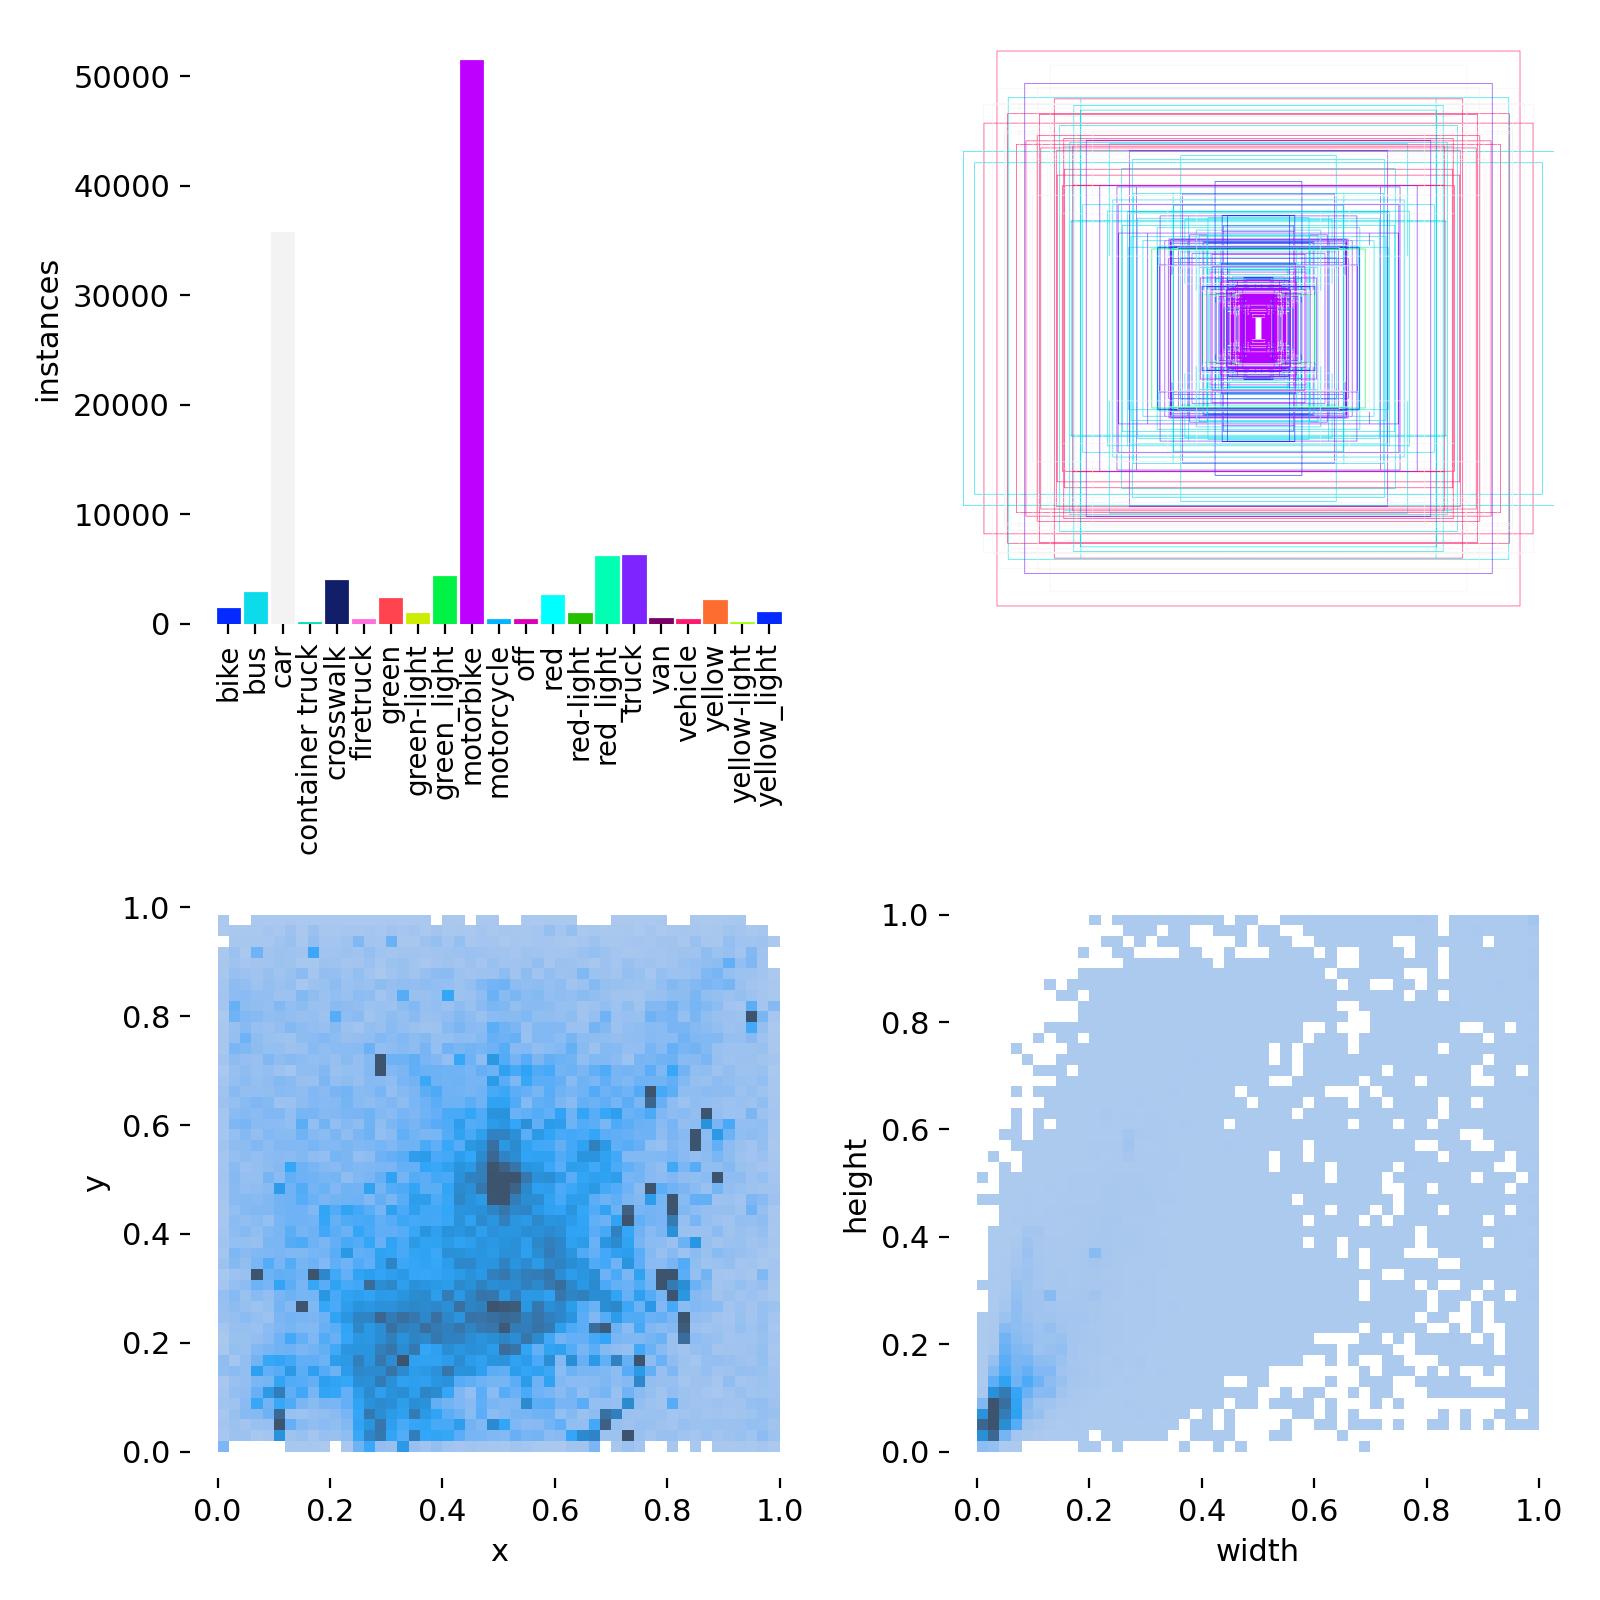 50000
40000
30000
20000
10000
0
instances
bike
bus
car
container truck
crosswalk
firetruck
green
green-light
green_light
motorbike
motorcycle
off
red
red-light
red_light
truck
van
vehicle
yellow
yellow-light
yellow_light
1.0
0.8
0.6
0.4
0.2
0.0
y
0.0 0.2 0.4 0.6 0.8 1.0
x
1.0
0.8
0.6
0.4
0.2
0.0
height
0.0 0.2 0.4 0.6 0.8 1.0
width